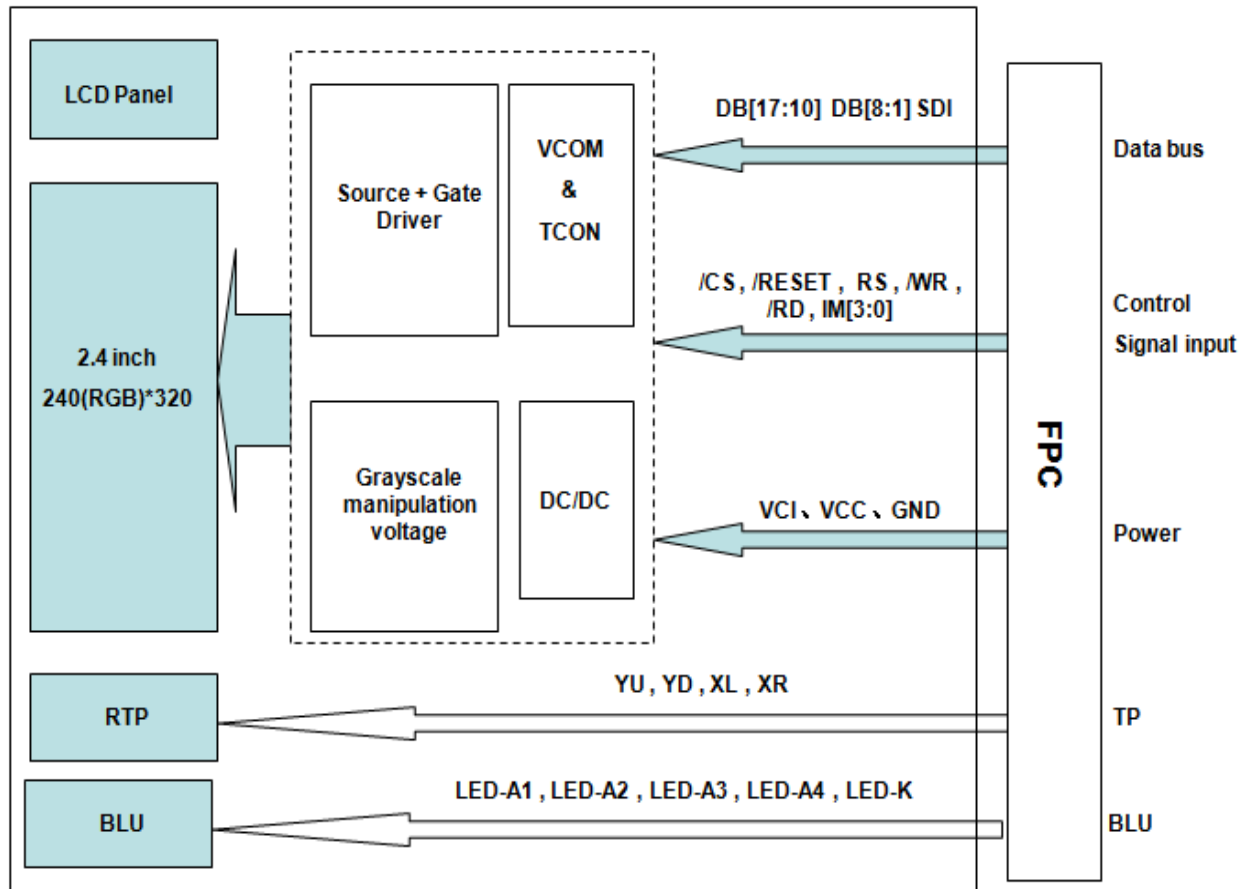 LCD Panel
2.4 inch
240(RGB)*320
RTP
BLU
Source + Gate
Driver
VCOM
&
TCON
Grayscale
manipulation
voltage
DC/DC
DB[17:10] DB[8:1] SDI
/CS , /RESET , RS , /WR ,
/RD , IM[3:0]
VCI、VCC、GND
YU , YD , XL , XR
LED-A1 , LED-A2 , LED-A3 , LED-A4 , LED-K
FPC
Data bus
Control
Signal input
Power
TP
BLU